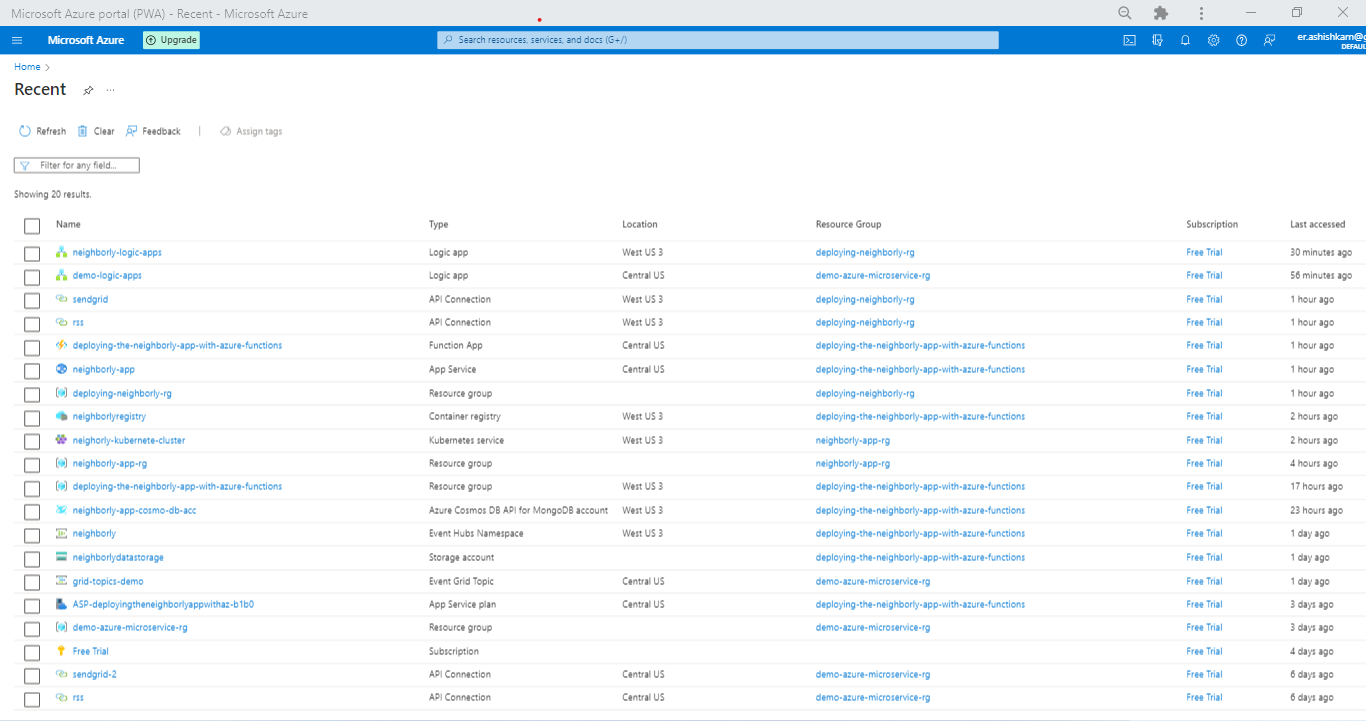 Microsoft Azure portal (PWA) - Recent - Microsoft Azure
Microsoft Azure Upgrade Search resources, services, and docs (G+/) er.ashishkarn@g
DEFAUL
Home >
Recent ...
Refresh Clear Feedback | Assign tags
Filter for any field...
Showing 20 results.
Name Type Location Resource Group Subscription Last accessed
neighborly-logic-apps Logic app West US 3 deploying-neighborly-rg Free Trial 30 minutes ago
demo-logic-apps Logic app Central US demo-azure-microservice-rg Free Trial 56 minutes ago
sendgrid API Connection West US 3 deploying-neighborly-rg Free Trial 1 hour ago
rss API Connection West US 3 deploying-neighborly-rg Free Trial 1 hour ago
deploying-the-neighborly-app-with-azure-functions Function App Central US deploying-the-neighborly-app-with-azure-functions Free Trial 1 hour ago
neighborly-app App Service Central US deploying-the-neighborly-app-with-azure-functions Free Trial 1 hour ago
deploying-neighborly-rg Resource group deploying-neighborly-rg Free Trial 1 hour ago
neighborlyregistry Container registry West US 3 deploying-the-neighborly-app-with-azure-functions Free Trial 2 hours ago
neighorly-kubernete-cluster Kubernetes service West US 3 neighborly-app-rg Free Trial 2 hours ago
neighborly-app-rg Resource group neighborly-app-rg Free Trial 4 hours ago
deploying-the-neighborly-app-with-azure-functions Resource group West US 3 deploying-the-neighborly-app-with-azure-functions Free Trial 17 hours ago
neighborly-app-cosmo-db-acc Azure Cosmos DB API for MongoDB account West US 3 deploying-the-neighborly-app-with-azure-functions Free Trial 23 hours ago
neighborly Event Hubs Namespace West US 3 deploying-the-neighborly-app-with-azure-functions Free Trial 1 day ago
neighborlydatastorage Storage account deploying-the-neighborly-app-with-azure-functions Free Trial 1 day ago
grid-topics-demo Event Grid Topic Central US demo-azure-microservice-rg Free Trial 1 day ago
ASP-deployingtheneighborlyappwithaz-b1b0 App Service plan Central US deploying-the-neighborly-app-with-azure-functions Free Trial 3 days ago
demo-azure-microservice-rg Resource group demo-azure-microservice-rg Free Trial 3 days ago
Free Trial Subscription 4 days ago
sendgrid-2 API Connection Central US demo-azure-microservice-rg Free Trial 6 days ago
rss API Connection Central US demo-azure-microservice-rg Free Trial 6 days ago